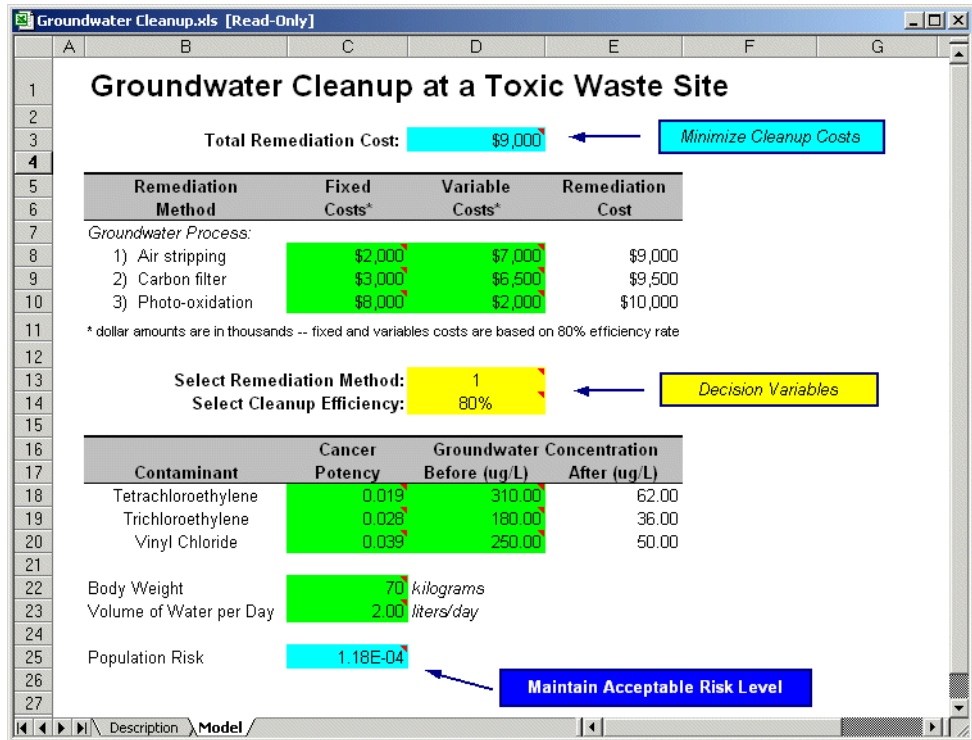 Groundwater Cleanup.xls [Read-Only]
A B C D E F G
1 Groundwater Cleanup at a Toxic Waste Site
2
3 Total Remediation Cost: $9,000 Minimize Cleanup Costs
4
5 Remediation Fixed Variable Remediation
6 Method Costs* Costs* Cost
7 Groundwater Process:
8 1) Air stripping $2,000 $7,000 $9,000
9 2) Carbon filter $3,000 $6,500 $9,500
10 3) Photo-oxidation $8,000 $2,000 $10,000
11 * dollar amounts are in thousands -- fixed and variables costs are based on 80% efficiency rate
12
13 Select Remediation Method: 1 Decision Variables
14 Select Cleanup Efficiency: 80%
15
16 Cancer Groundwater Concentration
17 Contaminant Potency Before (ug/L) After (ug/L)
18 Tetrachloroethylene 0.019 310.00 62.00
19 Trichloroethylene 0.028 180.00 36.00
20 Vinyl Chloride 0.039 250.00 50.00
21
22 Body Weight 70 kilograms
23 Volume of Water per Day 2.00 liters/day
24
25 Population Risk 1.18E-04
26 Maintain Acceptable Risk Level
27
Description Model